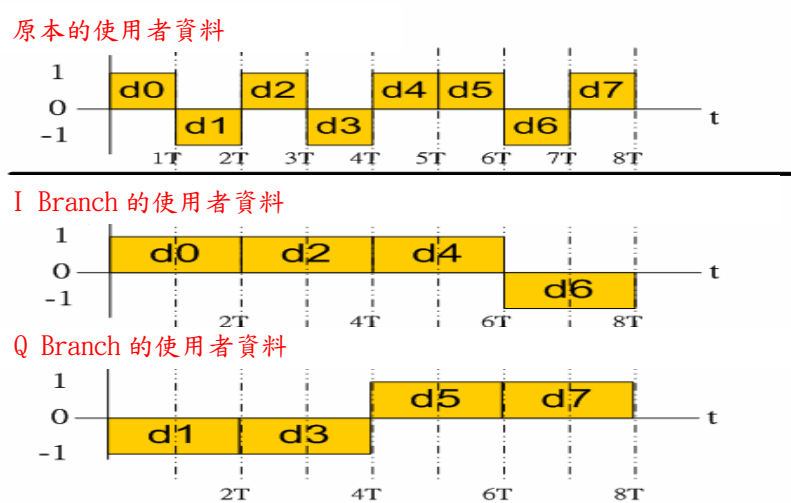 原本的使用者資料
1
d0 d2 d4 d5 d7
0
t
d1 d3 d6
-1
1T 2T 3T 4T 5T 6T 7T 8T
I Branch 的使用者資料
1
d0 d2 d4
0
t
d6
-1
2T 4T 6T 8T
Q Branch 的使用者資料
1
d5 d7
0
t
d1 d3
-1
2T 4T 6T 8T